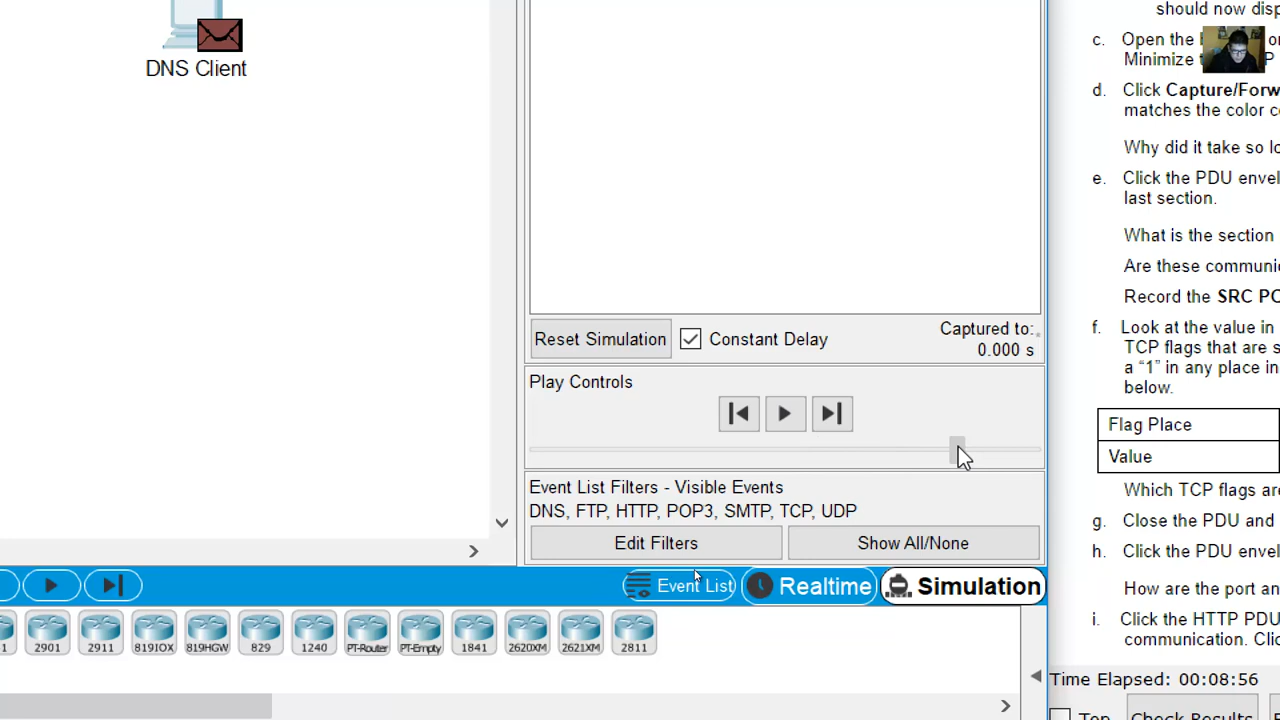 should now disp
c. Open the
Minimize
DNS Client
d. Click Capture/Forw
matches the color c
Why did it take so lo
e. Click the PDU envel
last section.
What is the section
Are these communi
Record the SRC PO
Reset Simulation
Constant Delay
Captured to:
0.000 s
f. Look at the value in
TCP flags that are s
a “1” in any place in
below.
Play Controls
Flag Place
Value
Event List Filters - Visible Events
DNS, FTP, HTTP, POP3, SMTP, TCP, UDP
Edit Filters
Show All/None
Which TCP flags are
g. Close the PDU and
h. Click the PDU envel
How are the port an
i. Click the HTTP PDU
communication. Clic
Event List
Realtime
Simulation
1
2901
2911
819IOX
819HGW
829
1240
PT-Router
PT-Empty
1841
2620XM
2621XM
2811
Time Elapsed: 00:08:56
Top
Check Results